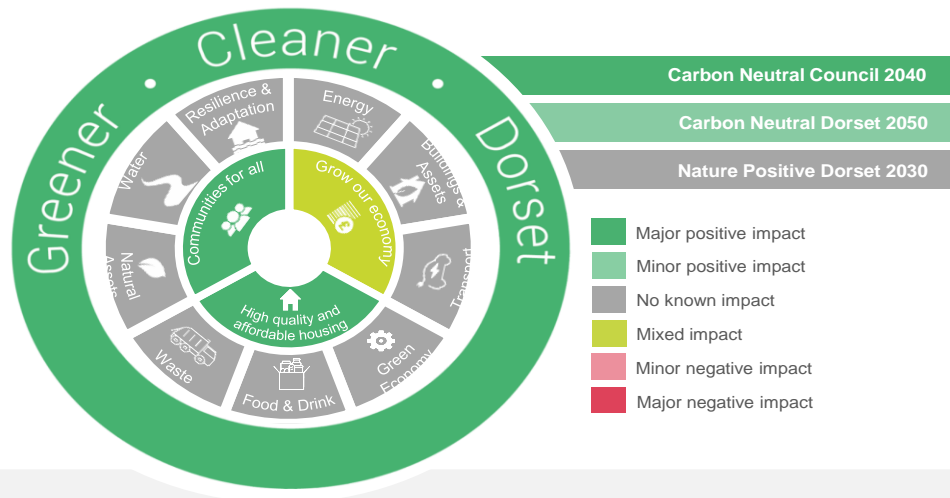 Greener • Cleaner • Dorset
Carbon Neutral Council 2040
Carbon Neutral Dorset 2050
Nature Positive Dorset 2030
Resilience &
Adaptation
Energy
Buildings &
Assets
Transport
Green
Economy
Food & Drink
Waste
Natural
Assets
Water
Communities for all
Grow our economy
High quality and
affordable housing
Major positive impact
Minor positive impact
No known impact
Mixed impact
Minor negative impact
Major negative impact